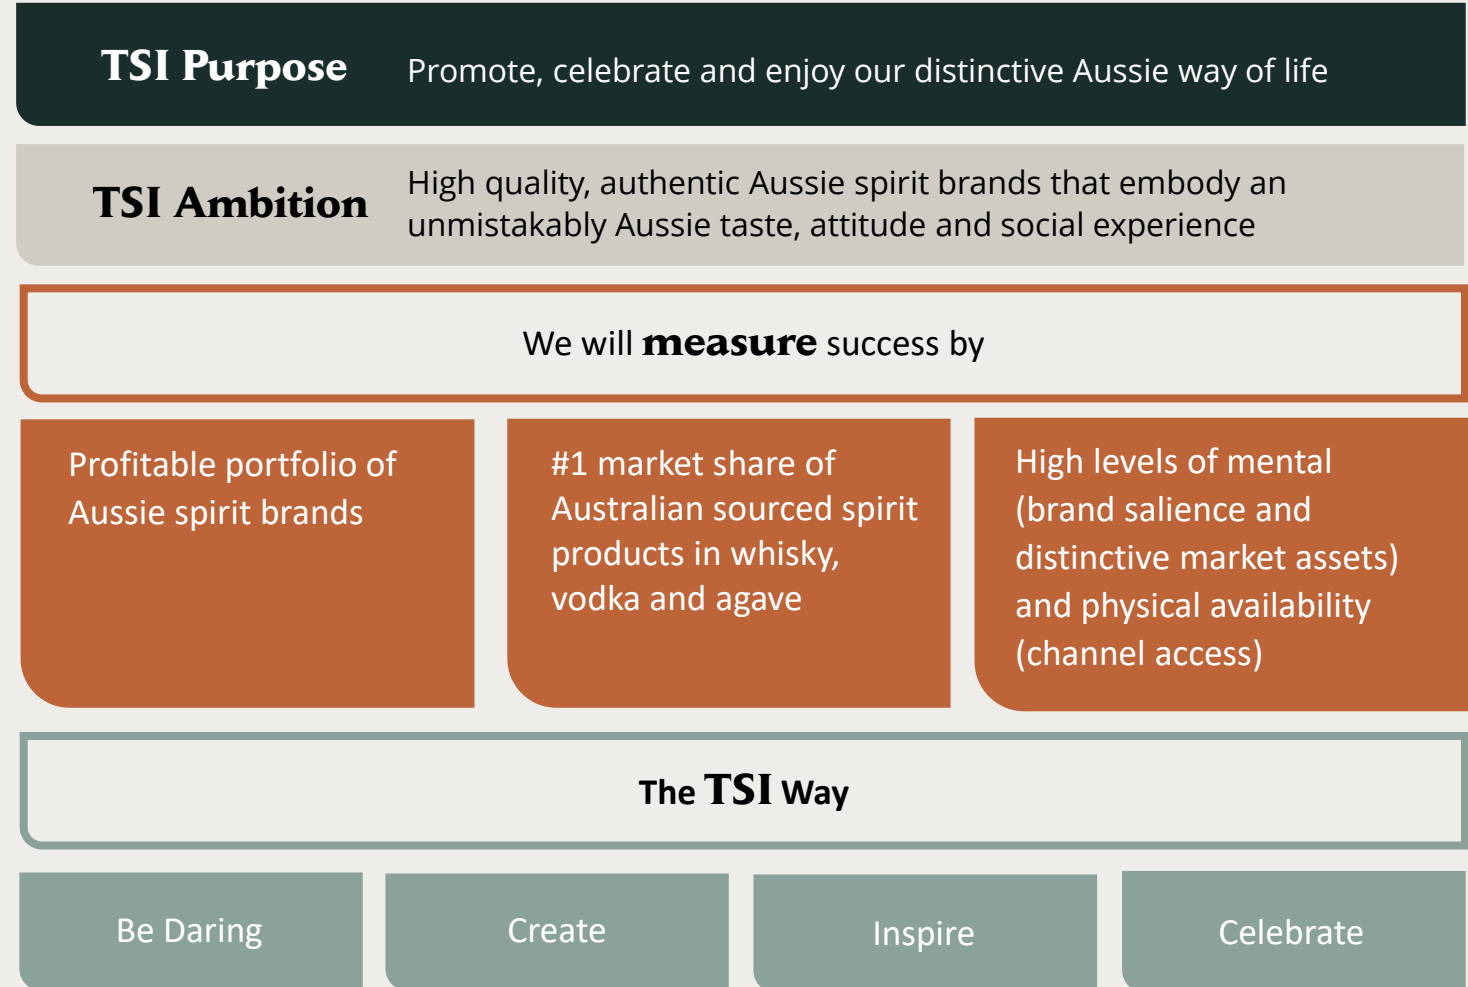 TSI Purpose
Promote, celebrate and enjoy our distinctive Aussie way of life
TSI Ambition
High quality, authentic Aussie spirit brands that embody an
unmistakably Aussie taste, attitude and social experience
We will measure success by
Profitable portfolio of
Aussie spirit brands
#1 market share of
Australian sourced spirit
products in whisky,
vodka and agave
High levels of mental
(brand salience and
distinctive market assets)
and physical availability
(channel access)
The TSI Way
Be Daring
Create
Inspire
Celebrate